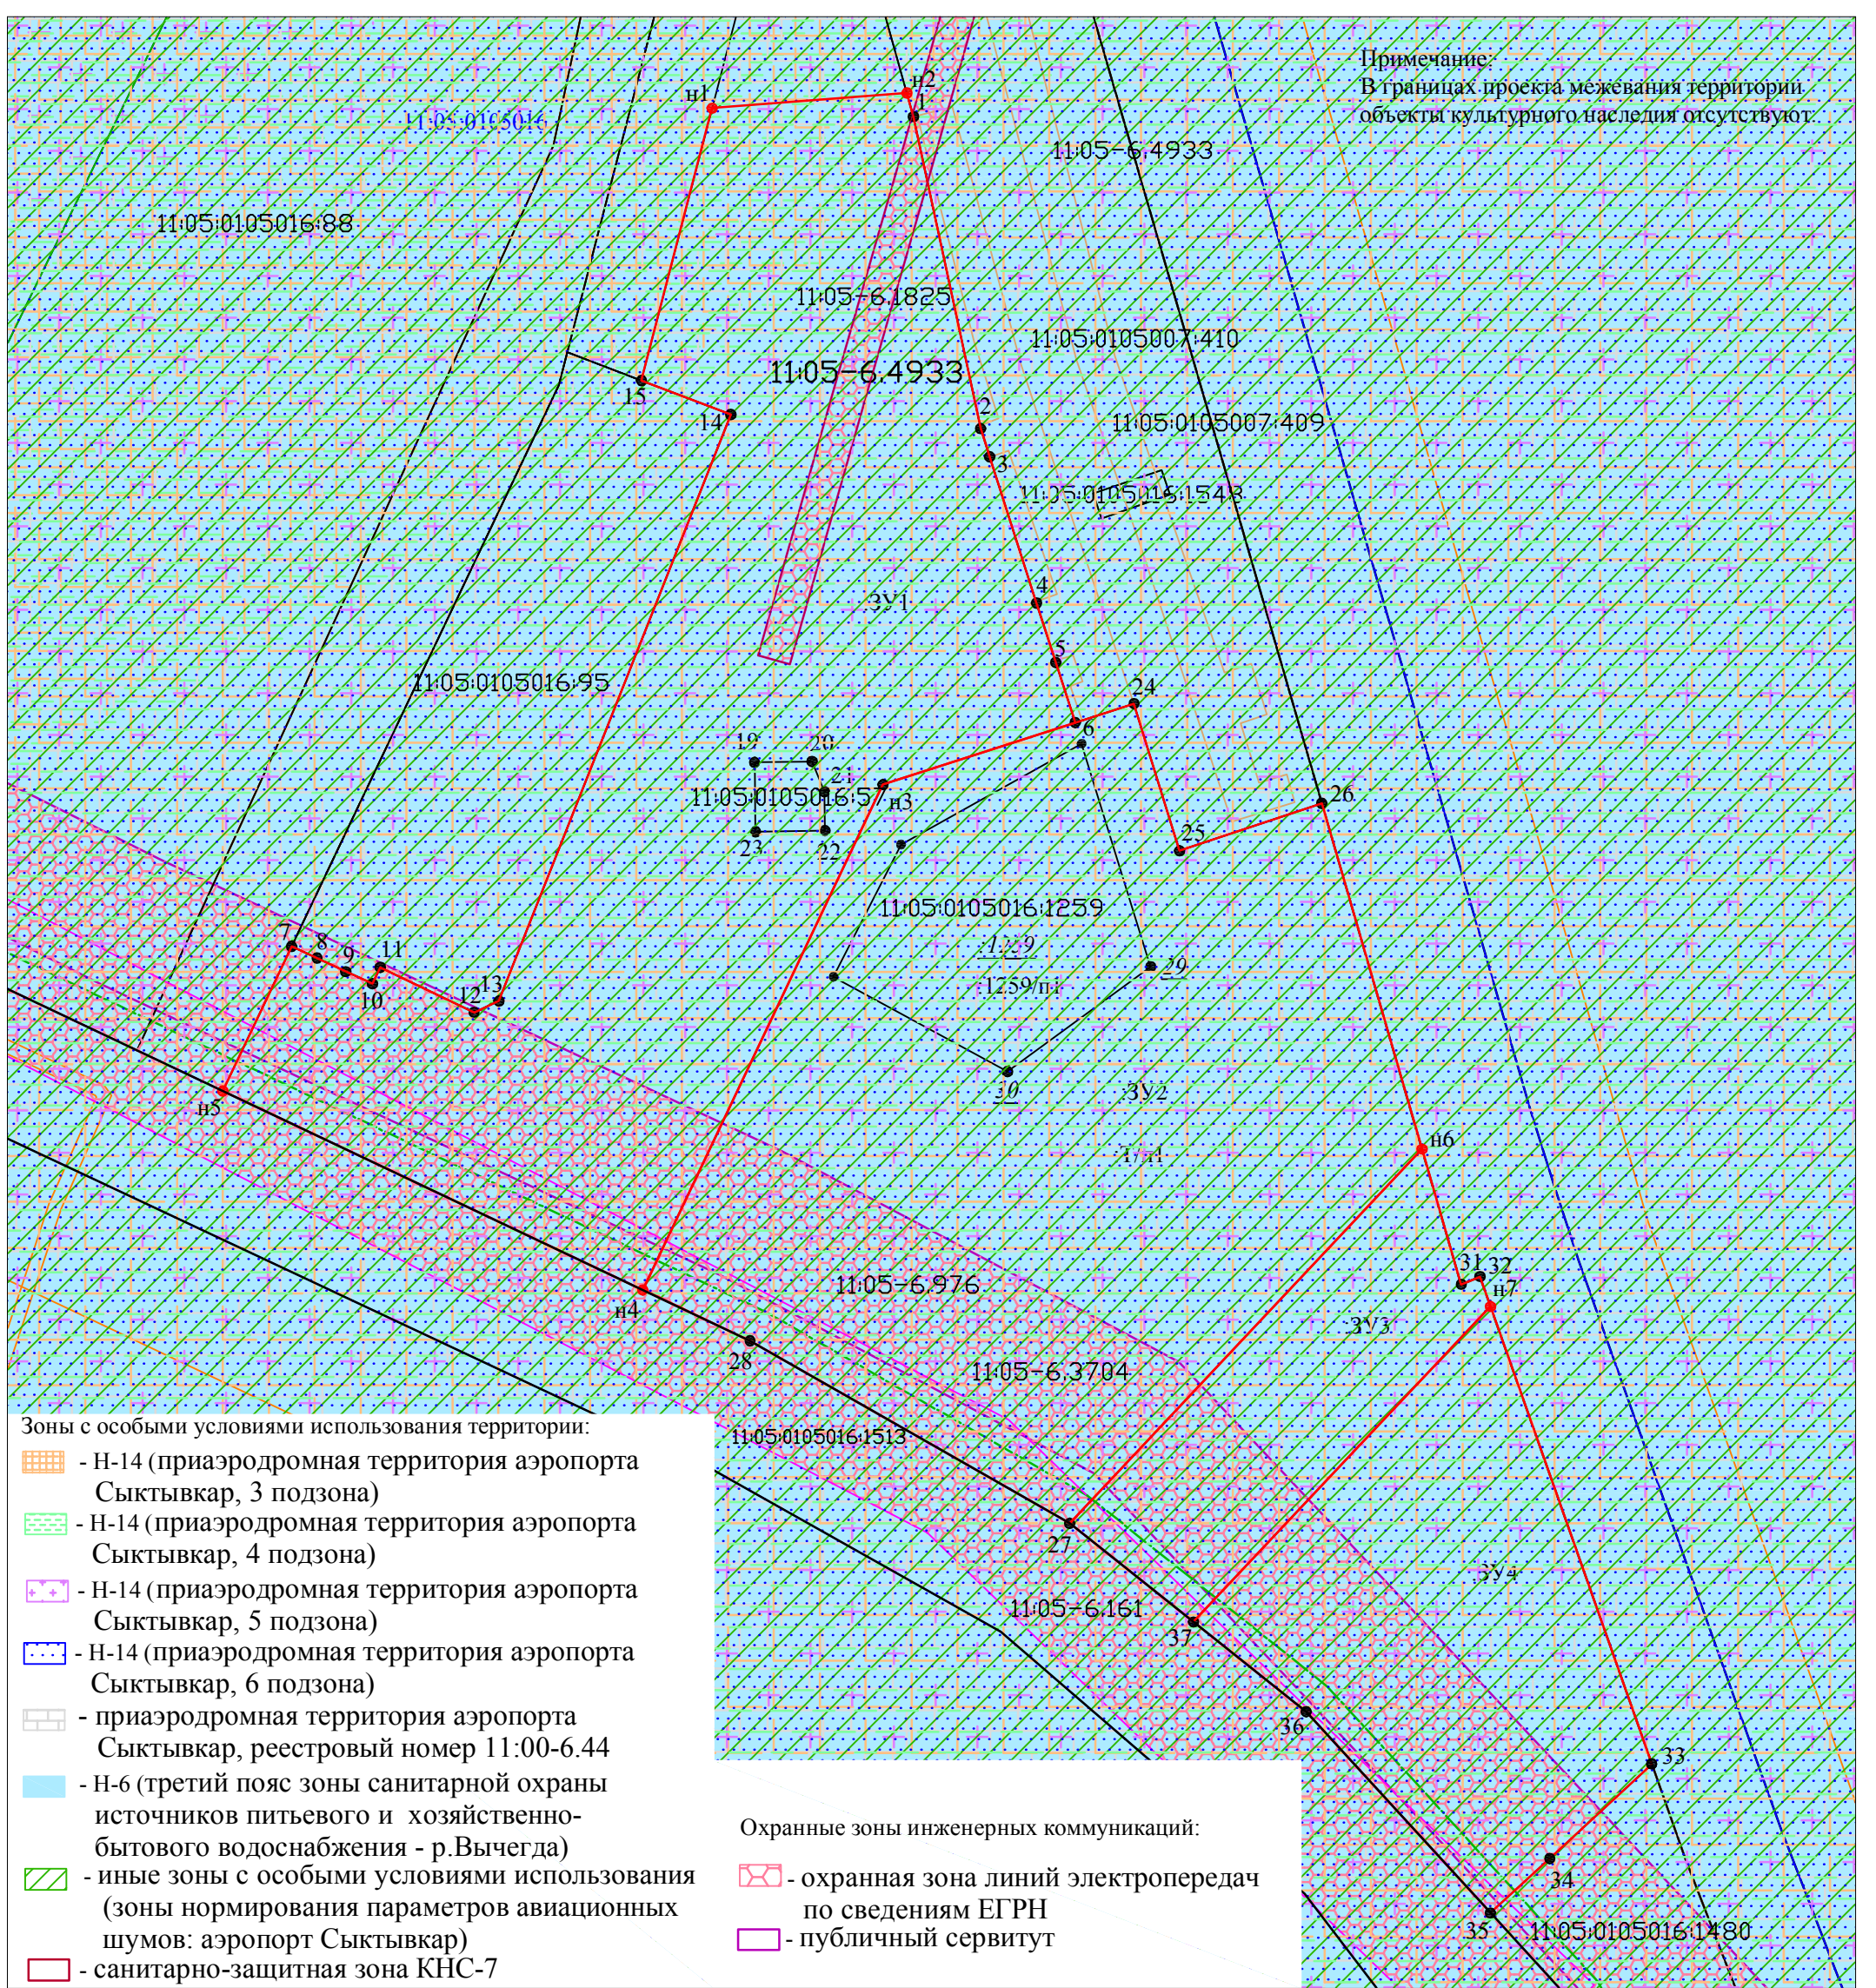 Примечание:
В границах проекта межевания территории
объекты культурного наследия отсутствуют.
н1
н2
1
11:05:0105016
11:05-6.4933
11:05:0105016:88
11:05-6.1825
11:05:0105007:410
11:05-6.4933
15
14
2
11:05:0105007:409
3
4
:ЗУ1
5
11:05:0105016:95
24
6
19
20
21
11:05:0105016:57
н3
26
25
23
22
11:05:0105016:1259
7
8
9
11
10
12
13
29
:1259/п1
30
:ЗУ2
н5
н6
31
32
н7
11:05-6.976
н4
:ЗУ3
28
11:05-6.3704
11:05:0105016:1513
27
:ЗУ4
11:05-6.161
37
36
33
34
35
11:05:0105016:1480
Зоны с особыми условиями использования территории:
- Н-14 (приаэродромная территория аэропорта
Сыктывкар, 3 подзона)
- Н-14 (приаэродромная территория аэропорта
Сыктывкар, 4 подзона)
- Н-14 (приаэродромная территория аэропорта
Сыктывкар, 5 подзона)
- Н-14 (приаэродромная территория аэропорта
Сыктывкар, 6 подзона)
- приаэродромная территория аэропорта
Сыктывкар, реестровый номер 11:00-6.44
- Н-6 (третий пояс зоны санитарной охраны
источников питьевого и хозяйственно-
бытового водоснабжения - р.Вычегда)
- иные зоны с особыми условиями использования
(зоны нормирования параметров авиационных
шумов: аэропорт Сыктывкар)
- санитарно-защитная зона КНС-7
Охранные зоны инженерных коммуникаций:
- охранная зона линий электропередач
по сведениям ЕГРН
- публичный сервитут